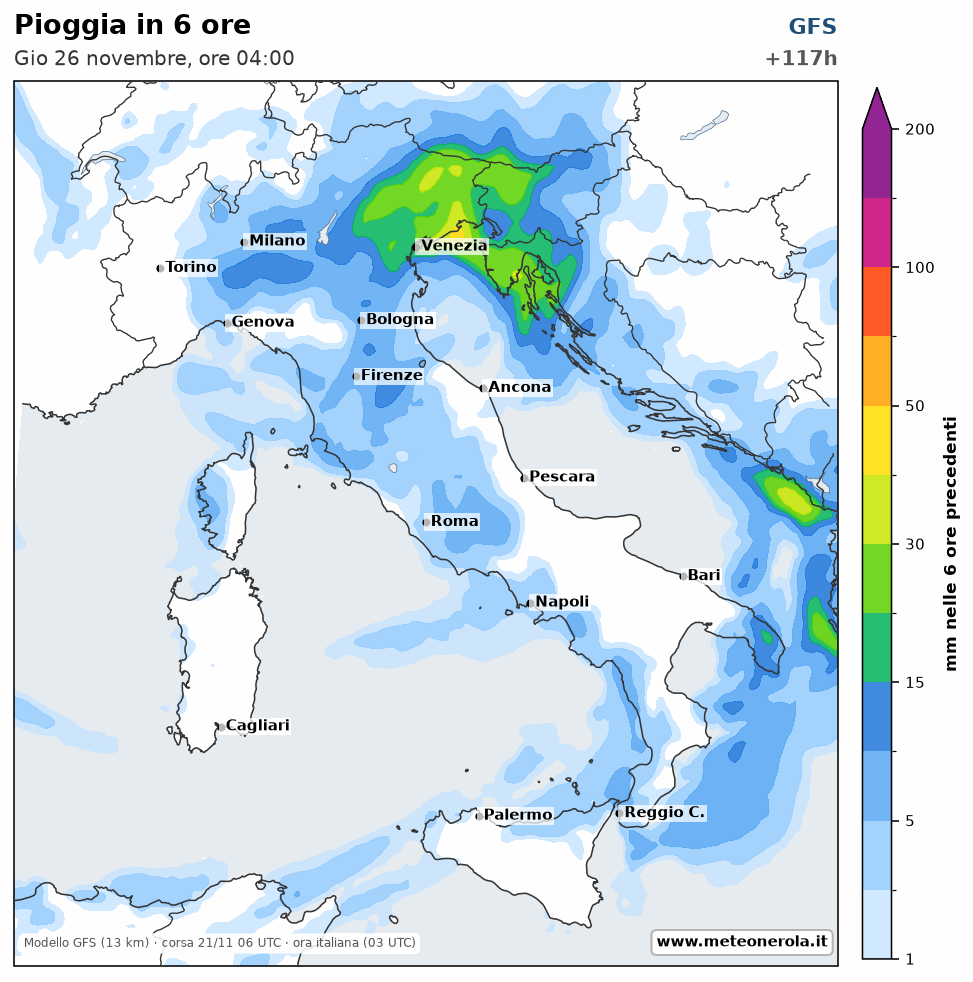 Pioggia in 6 ore
GFS
Gio 26 novembre, ore 04:00
+117h
Milano
Venezia
Torino
Genova
Bologna
Firenze
Ancona
Pescara
Roma
Bari
Napoli
Cagliari
Palermo
Reggio C.
200
100
50
30
15
5
1
mm nelle 6 ore precedenti
Modello GFS (13 km) · corsa 21/11 06 UTC · ora italiana (03 UTC)
www.meteonerola.it